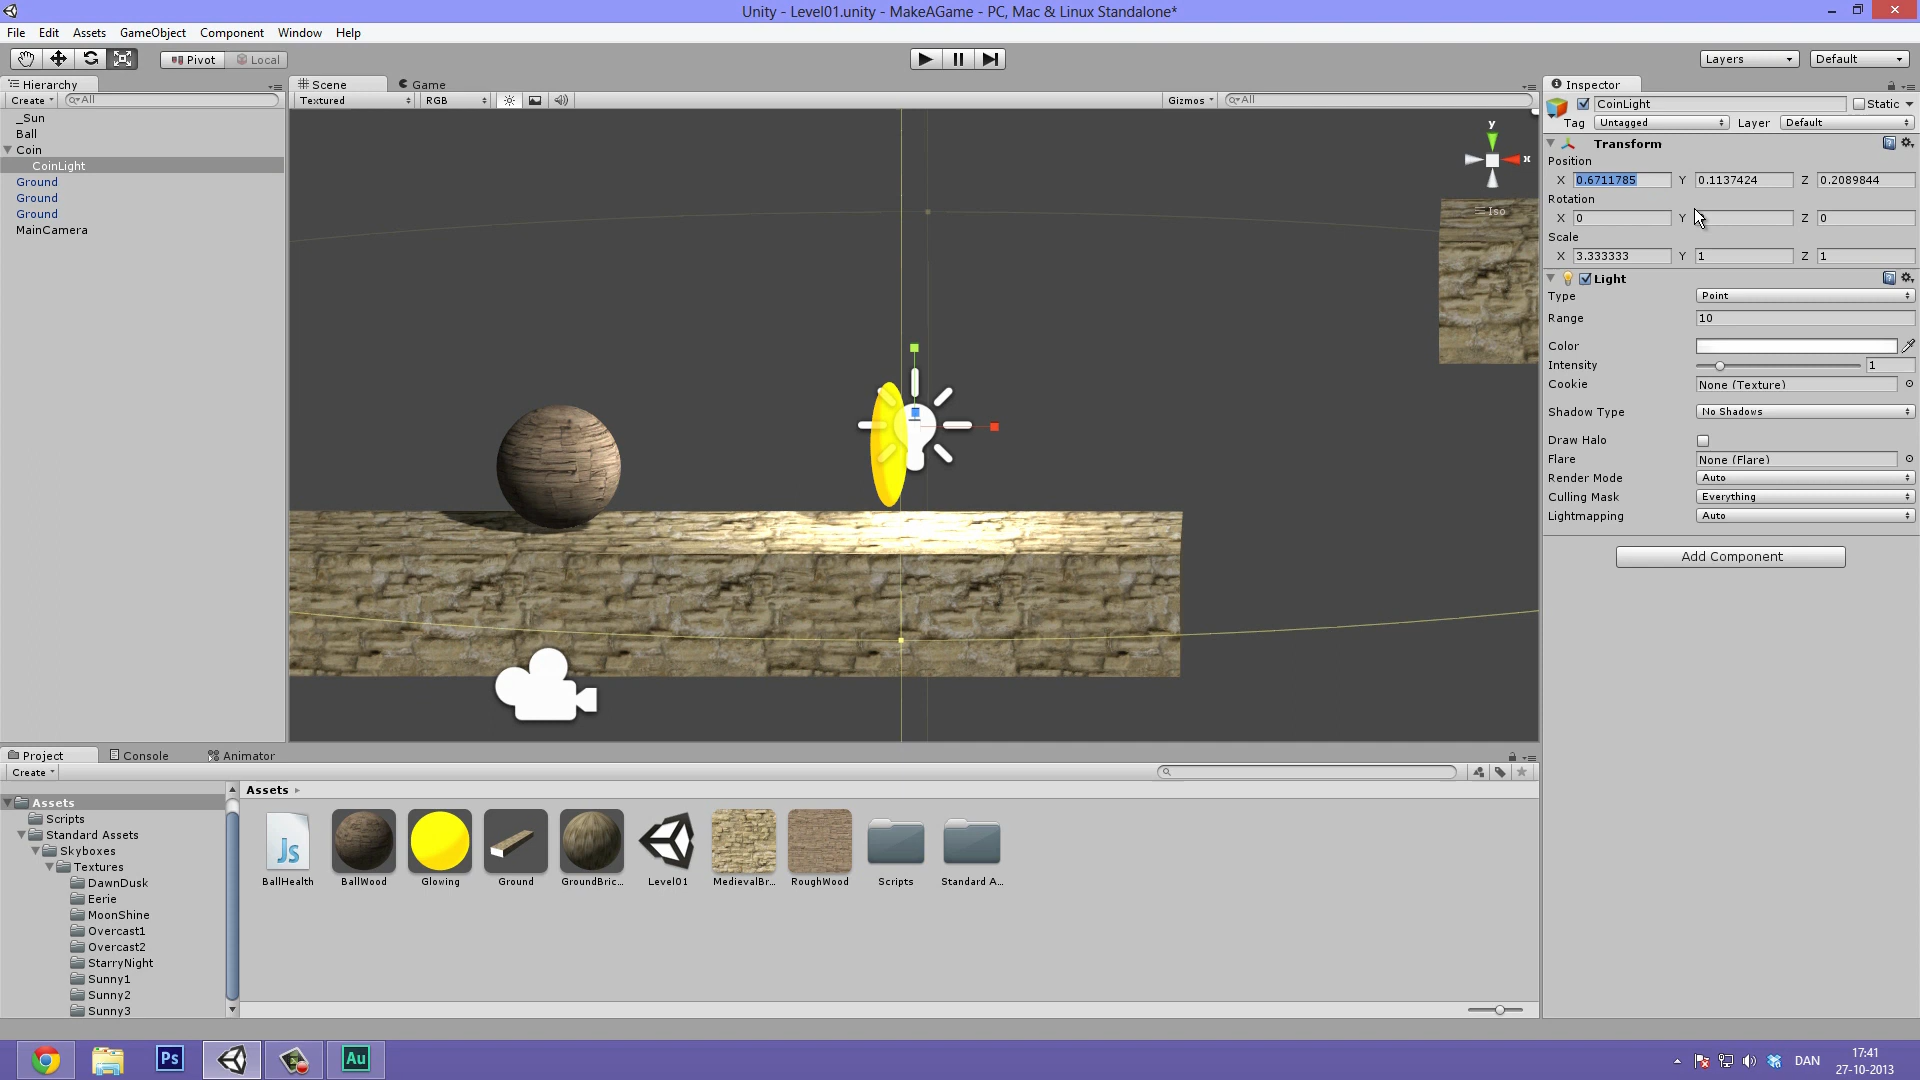 Unity - Level01.unity - MakeAGame - PC, Mac & Linux Standalone*
File Edit Assets GameObject Component Window Help
Pivot Local Layers Default
Hierarchy
Create All
_Sun
Ball
Coin
CoinLight
Ground
Ground
Ground
MainCamera
Scene Game
Textured RGB Gizmos All
y
x
Iso
Inspector
CoinLight Static
Tag Untagged Layer Default
Transform
Position
X 0.6711785 Y 0.1137424 Z 0.2089844
Rotation
X 0 Y Z 0
Scale
X 3.333333 Y 1 Z 1
Light
Type Point
Range 10
Color
Intensity 1
Cookie None (Texture)
Shadow Type No Shadows
Draw Halo
Flare None (Flare)
Render Mode Auto
Culling Mask Everything
Lightmapping Auto
Add Component
Project Console Animator
Create
Assets
Scripts
Standard Assets
Skyboxes
Textures
DawnDusk
Eerie
MoonShine
Overcast1
Overcast2
StarryNight
Sunny1
Sunny2
Sunny3
Assets
Js
BallHealth BallWood Glowing Ground GroundBric... Level01 MedievalBr... RoughWood Scripts Standard A...
Ps Au
DAN
17:41
27-10-2013